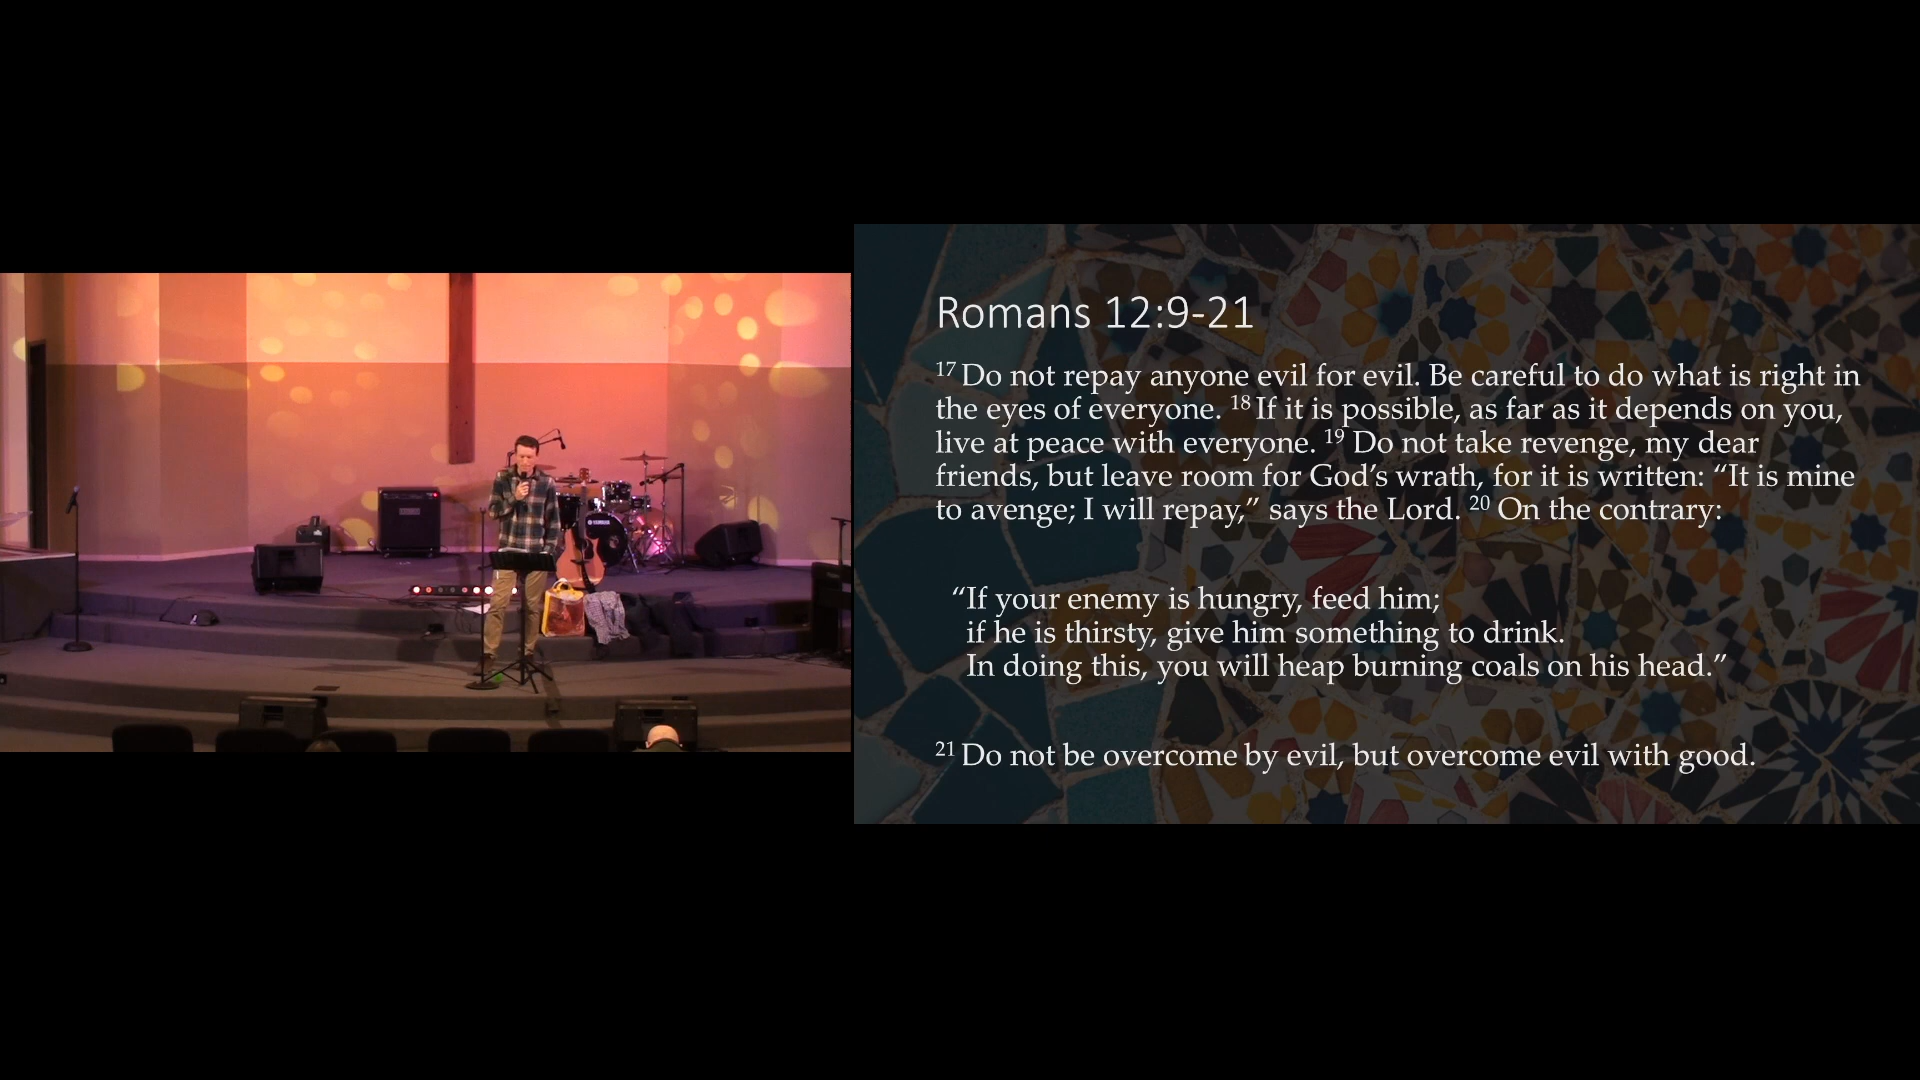 Romans 12:9-21
17 Do not repay anyone evil for evil. Be careful to do what is right in
the eyes of everyone. 18 If it is possible, as far as it depends on you,
live at peace with everyone. 19 Do not take revenge, my dear
friends, but leave room for God’s wrath, for it is written: “It is mine
to avenge; I will repay,” says the Lord. 20 On the contrary:
“If your enemy is hungry, feed him;
if he is thirsty, give him something to drink.
In doing this, you will heap burning coals on his head.”
21 Do not be overcome by evil, but overcome evil with good.